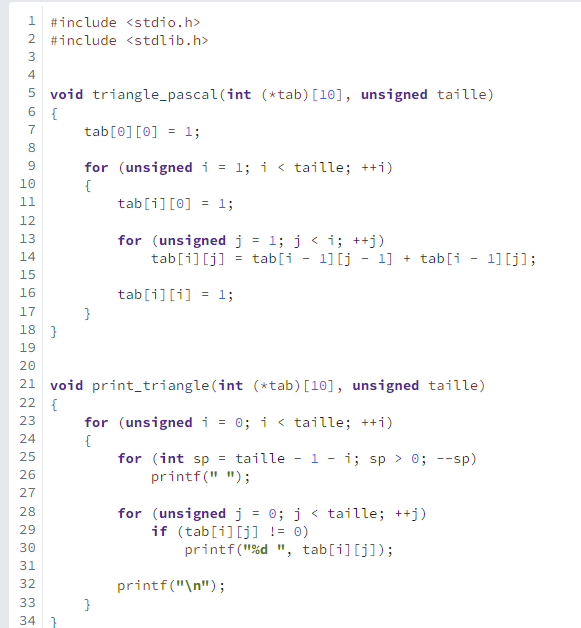 1 #include <stdio.h>
2 #include <stdlib.h>
3
4
5 void triangle_pascal(int (*tab)[10], unsigned taille)
6 {
7     tab[0][0] = 1;
8
9     for (unsigned i = 1; i < taille; ++i)
10     {
11         tab[i][0] = 1;
12
13         for (unsigned j = 1; j < i; ++j)
14             tab[i][j] = tab[i - 1][j - 1] + tab[i - 1][j];
15
16         tab[i][i] = 1;
17     }
18 }
19
20
21 void print_triangle(int (*tab)[10], unsigned taille)
22 {
23     for (unsigned i = 0; i < taille; ++i)
24     {
25         for (int sp = taille - 1 - i; sp > 0; --sp)
26             printf(" ");
27
28         for (unsigned j = 0; j < taille; ++j)
29             if (tab[i][j] != 0)
30                 printf("%d ", tab[i][j]);
31
32         printf("\n");
33     }
34 }